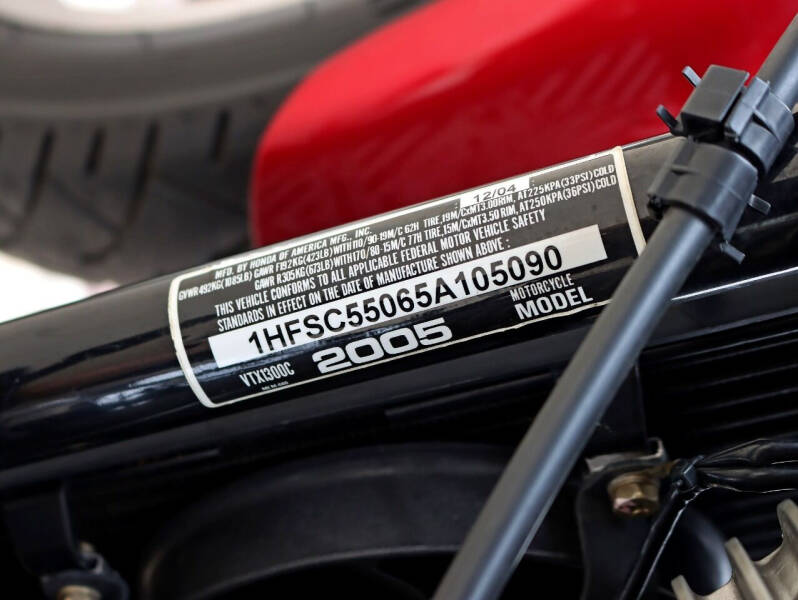 12/04
MFD. BY HONDA OF AMERICA MFG., INC.
GVWR 492KG(1085LB) GAWR F192KG(423LB)WITH110/90-19M/C 62H TIRE,19M/CxMT3.00RIM, AT225KPA(33PSI)COLD
GAWR R.305KG(673LB)WITH170/80-15M/C 77H TIRE,15M/CxMT3.50 RIM, AT250KPA(36PSI)COLD
THIS VEHICLE CONFORMS TO ALL APPLICABLE FEDERAL MOTOR VEHICLE SAFETY
STANDARDS IN EFFECT ON THE DATE OF MANUFACTURE SHOWN ABOVE :
1HFSC55065A105090
VTX1300C 2005 MOTORCYCLE
MODEL